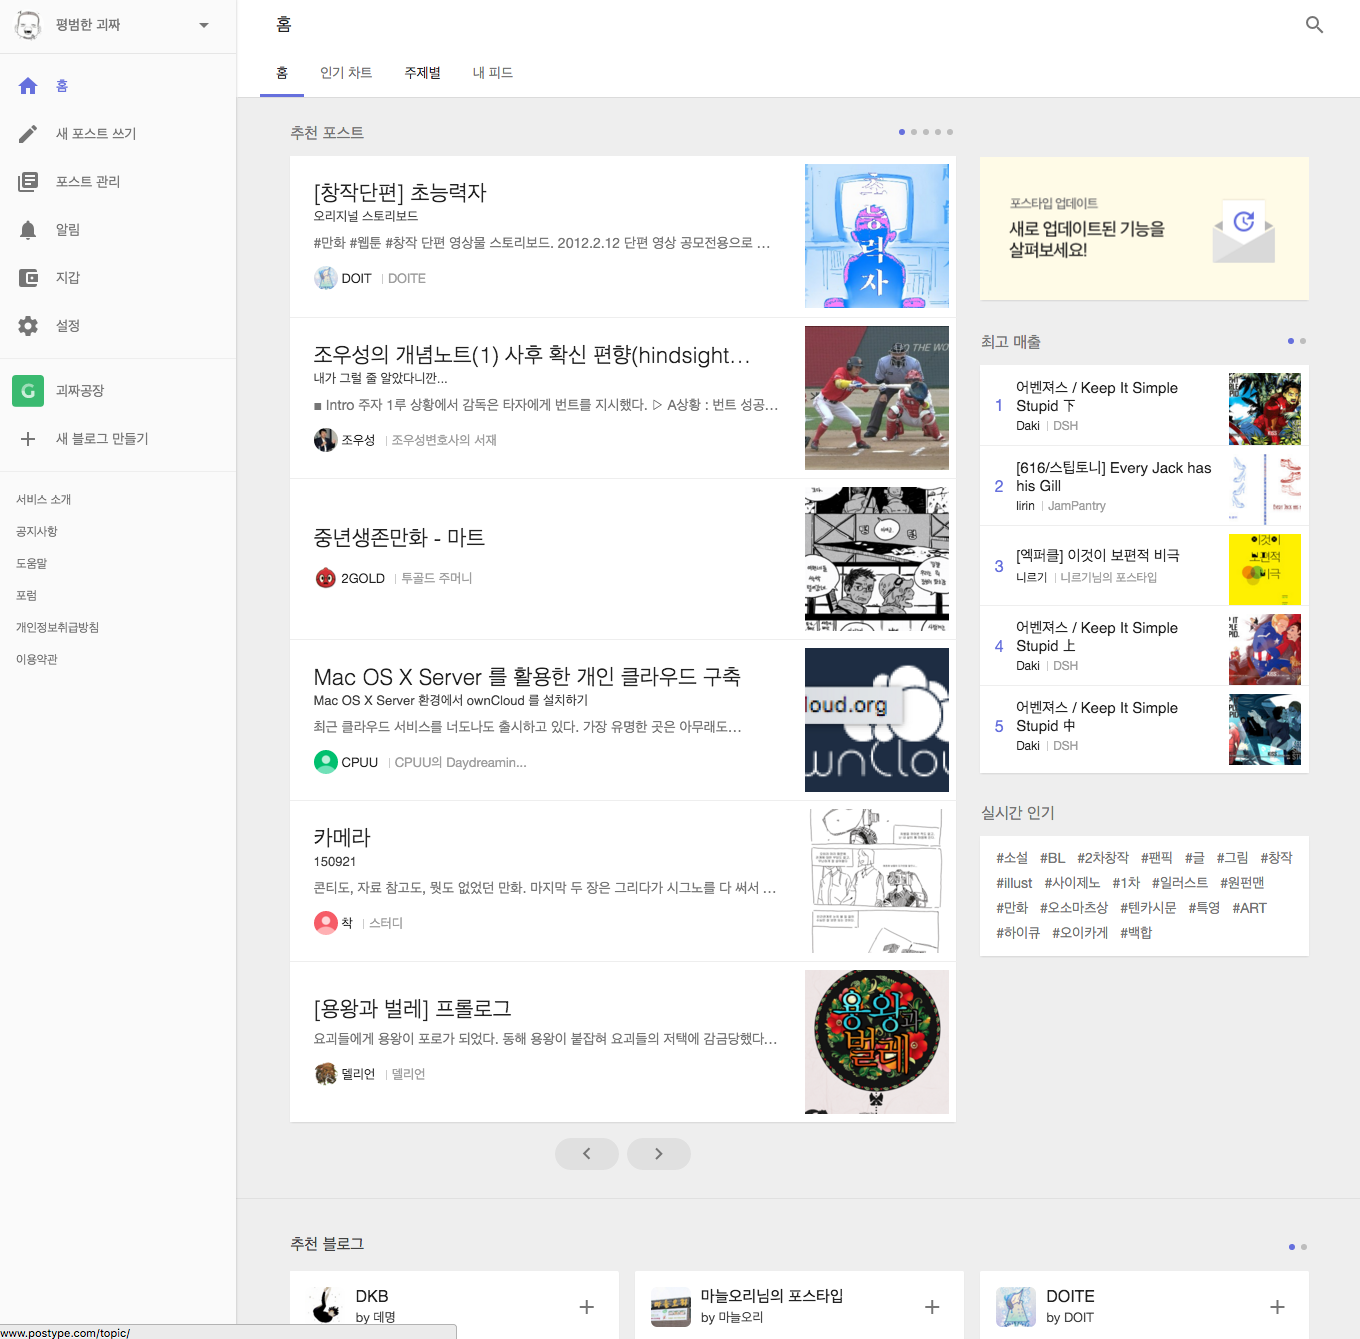 평범한 괴짜
홈
새 포스트 쓰기
포스트 관리
알림
지갑
설정
G
괴짜공장
새 블로그 만들기
서비스 소개
공지사항
도움말
포럼
개인정보취급방침
이용약관
홈
홈 인기 차트 주제별 내 피드
추천 포스트
[창작단편] 초능력자
오리지널 스토리보드
#만화 #웹툰 #창작 단편 영상물 스토리보드. 2012.2.12 단편 영상 공모전용으로 ...
DOIT DOITE
능
력
자
조우성의 개념노트(1) 사후 확신 편향(hindsight...
내가 그럴 줄 알았다니깐...
■ Intro 주자 1루 상황에서 감독은 타자에게 번트를 지시했다. ▷ A상황 : 번트 성공...
조우성 조우성변호사의 서재
중년생존만화 - 마트
2GOLD 투골드 주머니
Mac OS X Server 를 활용한 개인 클라우드 구축
Mac OS X Server 환경에서 ownCloud 를 설치하기
최근 클라우드 서비스를 너도나도 출시하고 있다. 가장 유명한 곳은 아무래도...
CPUU CPUU의 Daydreamin...
loud.org
wnClou
카메라
150921
콘티도, 자료 참고도, 뭣도 없었던 만화. 마지막 두 장은 그리다가 시그노를 다 써서 ...
착 스터디
[용왕과 벌레] 프롤로그
요괴들에게 용왕이 포로가 되었다. 동해 용왕이 붙잡혀 요괴들의 저택에 감금당했다...
델리언 델리언
용왕과
벌레
포스타입 업데이트
새로 업데이트된 기능을
살펴보세요!
최고 매출
1 어벤져스 / Keep It Simple
Stupid 下
Daki DSH
2 [616/스팁토니] Every Jack has
his Gill
lirin JamPantry
3 [엑퍼클] 이것이 보편적 비극
니르기 니르기님의 포스타입
이것이
보편적
비극
4 어벤져스 / Keep It Simple
Stupid 上
Daki DSH
5 어벤져스 / Keep It Simple
Stupid 中
Daki DSH
실시간 인기
#소설 #BL #2차창작 #팬픽 #글 #그림 #창작
#illust #사이제노 #1차 #일러스트 #원펀맨
#만화 #오소마츠상 #텐카시문 #특영 #ART
#하이큐 #오이카게 #백합
추천 블로그
DKB
by 데명
마늘오리님의 포스타입
by 마늘오리
DOITE
by DOIT
www.postype.com/topic/